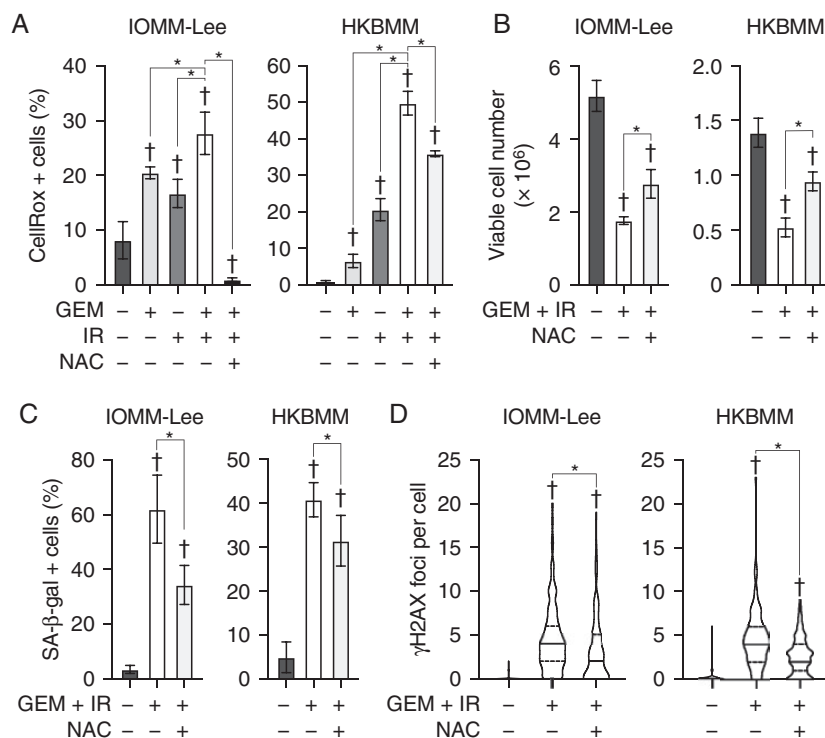 A
IOMM-Lee
HKBMM
CellRox + cells (%)
40
30
20
10
0
60
50
40
30
20
10
0
* * *
* * *
† † † †
† † † †
GEM – + – + + – + – + +
IR – – + + + – – + + +
NAC – – – – + – – – – +
B
IOMM-Lee
HKBMM
Viable cell number
(× 10⁶)
6
4
2
0
2.0
1.5
1.0
0.5
0
*
*
† †
† †
GEM + IR – + + – + +
NAC – – + – – +
C
IOMM-Lee
HKBMM
SA-β-gal + cells (%)
80
60
40
20
0
50
40
30
20
10
0
*
*
† †
† †
GEM + IR – + + – + +
NAC – – + – – +
D
IOMM-Lee
HKBMM
γH2AX foci per cell
25
20
15
10
5
0
25
20
15
10
5
0
*
*
† †
† †
GEM + IR – + + – + +
NAC – – + – – +